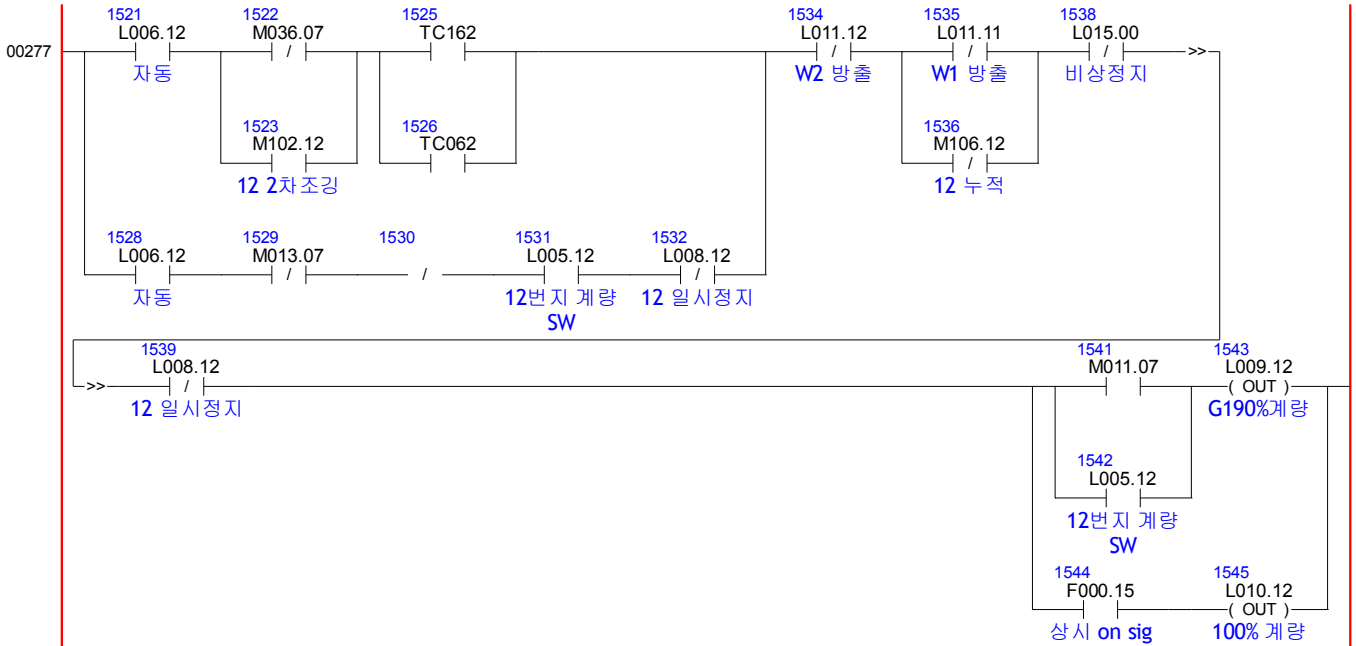 1521 1522 1525 1534 1535 1538
L006.12 M036.07 TC162 L011.12 L011.11 L015.00
00277 / / / / >>
자동 W2 방출 W1 방출 비상정지
1523 1526 1536
M102.12 TC062 M106.12
/
12 2차조깅 12 누적
1528 1529 1530 1531 1532
L006.12 M013.07 L005.12 L008.12
/ / /
자동 12번지 계량 12 일시정지
SW
1539 1541 1543
L008.12 M011.07 L009.12
>> / ( OUT )
12 일시정지 G190%계량
1542
L005.12
12번지 계량
SW
1544 1545
F000.15 L010.12
( OUT )
상시 on sig 100% 계량